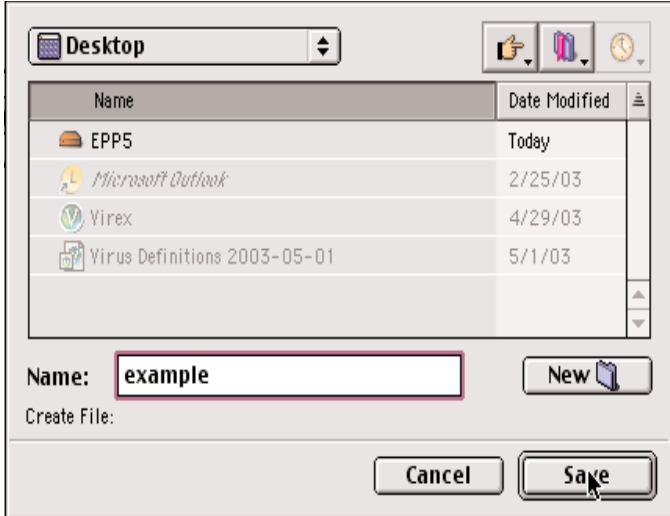 Desktop
Name Date Modified
EPP5 Today
Microsoft Outlook 2/25/03
Virex 4/29/03
Virus Definitions 2003-05-01 5/1/03
Name: example New
Create File:
Cancel Save